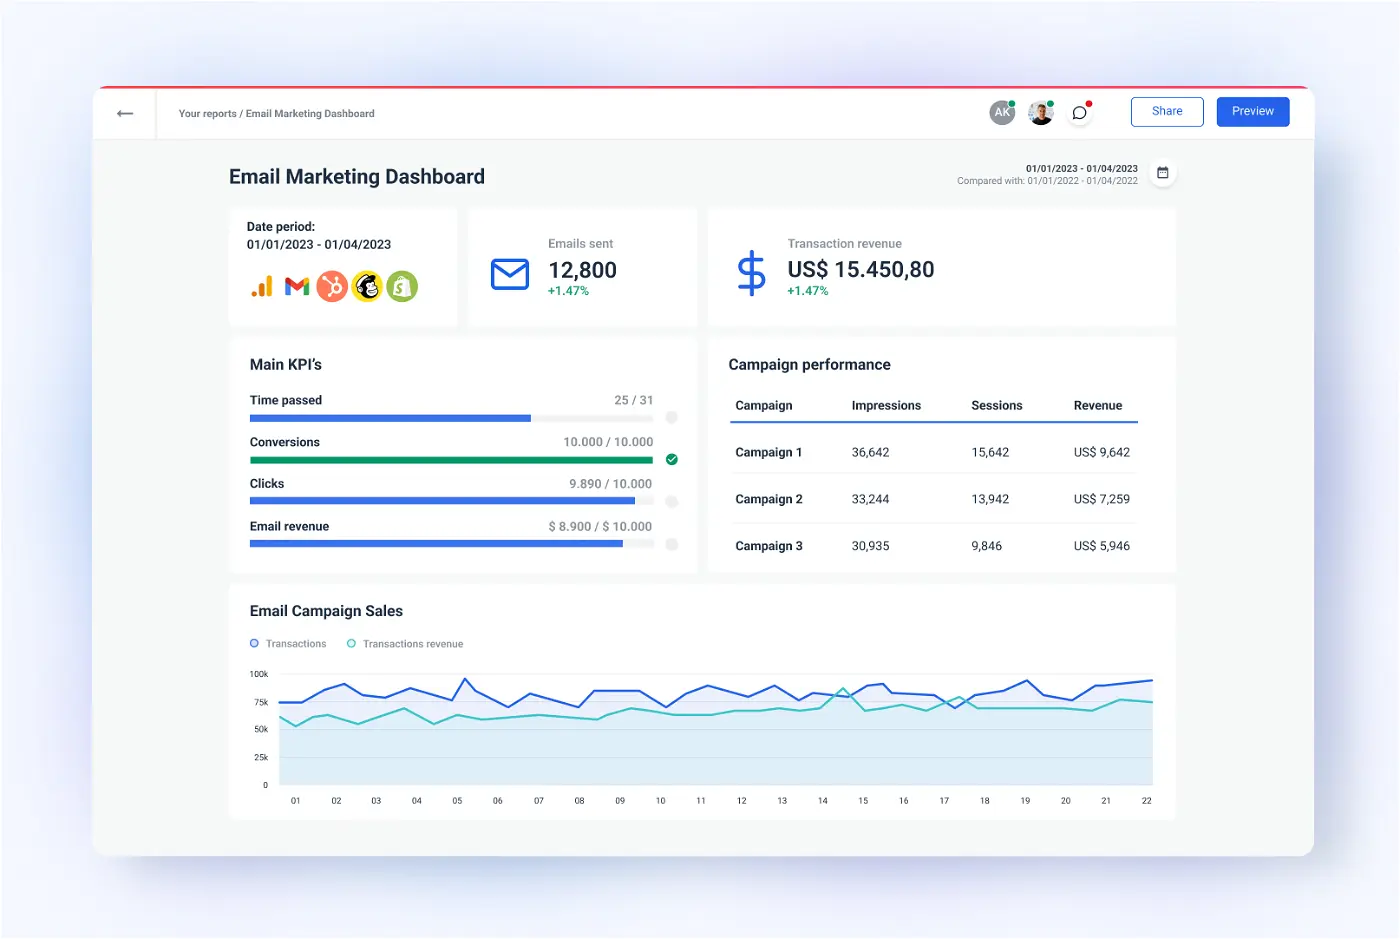 Your reports / Email Marketing Dashboard
AK
Share
Preview
Email Marketing Dashboard
01/01/2023 - 01/04/2023
Compared with: 01/01/2022 - 01/04/2022
Date period:
01/01/2023 - 01/04/2023
Emails sent
12,800
+1.47%
Transaction revenue
US$ 15.450,80
+1.47%
Main KPI's
Time passed 25 / 31
Conversions 10.000 / 10.000
Clicks 9.890 / 10.000
Email revenue $ 8.900 / $ 10.000
Campaign performance
Campaign Impressions Sessions Revenue
Campaign 1 36,642 15,642 US$ 9,642
Campaign 2 33,244 13,942 US$ 7,259
Campaign 3 30,935 9,846 US$ 5,946
Email Campaign Sales
Transactions Transactions revenue
100k
75k
50k
25k
0
01 02 03 04 05 06 07 08 09 10 11 12 13 14 15 16 17 18 19 20 21 22